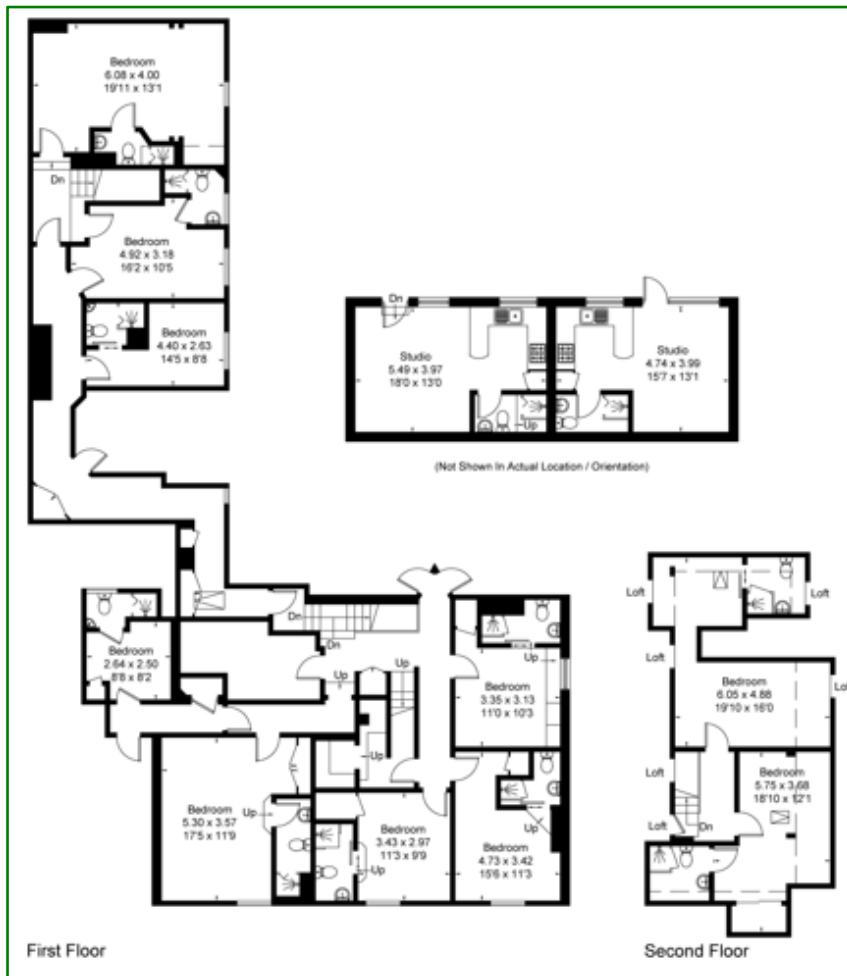 Bedroom
6.08 x 4.00
19'11 x 13'1
Dn
Bedroom
4.92 x 3.18
16'2 x 10'5
Bedroom
4.40 x 2.63
14'5 x 8'8
Dn
Studio
5.49 x 3.97
18'0 x 13'0
Up
Studio
4.74 x 3.99
15'7 x 13'1
(Not Shown In Actual Location / Orientation)
Dn
Dn
Up
Up
Up
Bedroom
2.64 x 2.50
8'8 x 8'2
Bedroom
3.35 x 3.13
11'0 x 10'3
Up
Bedroom
5.30 x 3.57
17'5 x 11'9
Up
Bedroom
3.43 x 2.97
11'3 x 9'9
Up
Up
Bedroom
4.73 x 3.42
15'6 x 11'3
Loft
Loft
Loft
Loft
Bedroom
6.05 x 4.88
19'10 x 16'0
Loft
Bedroom
5.75 x 3.68
18'10 x 12'1
Loft
Dn
First Floor
Second Floor